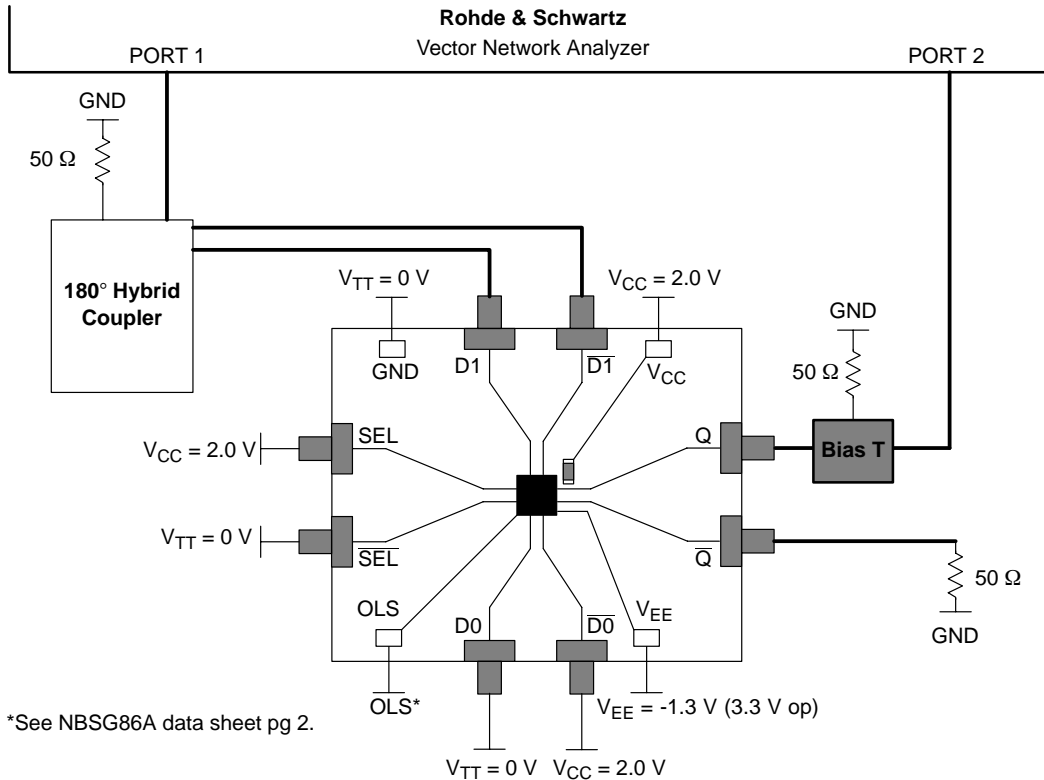 Rohde & Schwartz
Vector Network Analyzer
PORT 1
PORT 2
GND
50 Ω
180° Hybrid
Coupler
V_TT = 0 V
V_CC = 2.0 V
GND
50 Ω
GND
D1
D1̅
V_CC
V_CC = 2.0 V
SEL
Q
Bias T
V_TT = 0 V
S̅E̅L̅
Q̅
50 Ω
GND
OLS
D0
D̅0̅
V_EE
OLS*
V_EE = -1.3 V (3.3 V op)
*See NBSG86A data sheet pg 2.
V_TT = 0 V
V_CC = 2.0 V